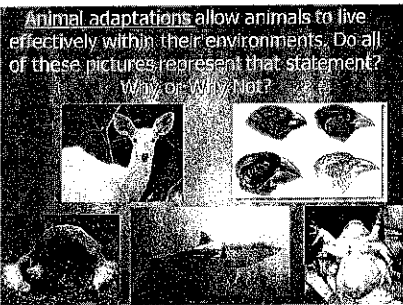 Animal adaptations allow animals to live
effectively within their environments. Do all
of these pictures represent that statement?
Why or Why Not?